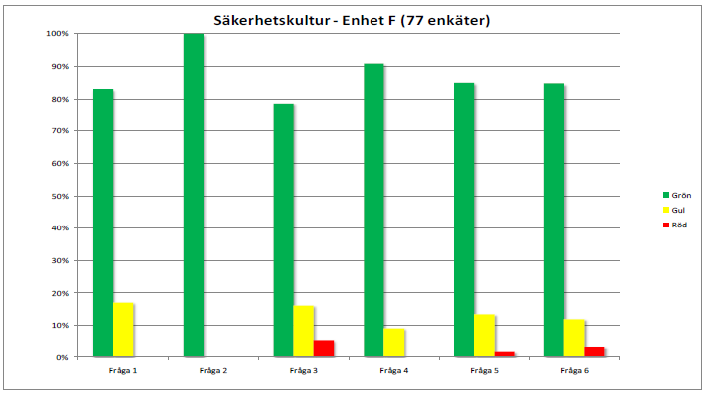 Säkerhetskultur - Enhet F (77 enkäter)
100%
90%
80%
70%
60%
50%
40%
30%
20%
10%
0%
Fråga 1 Fråga 2 Fråga 3 Fråga 4 Fråga 5 Fråga 6
Grön
Gul
Röd